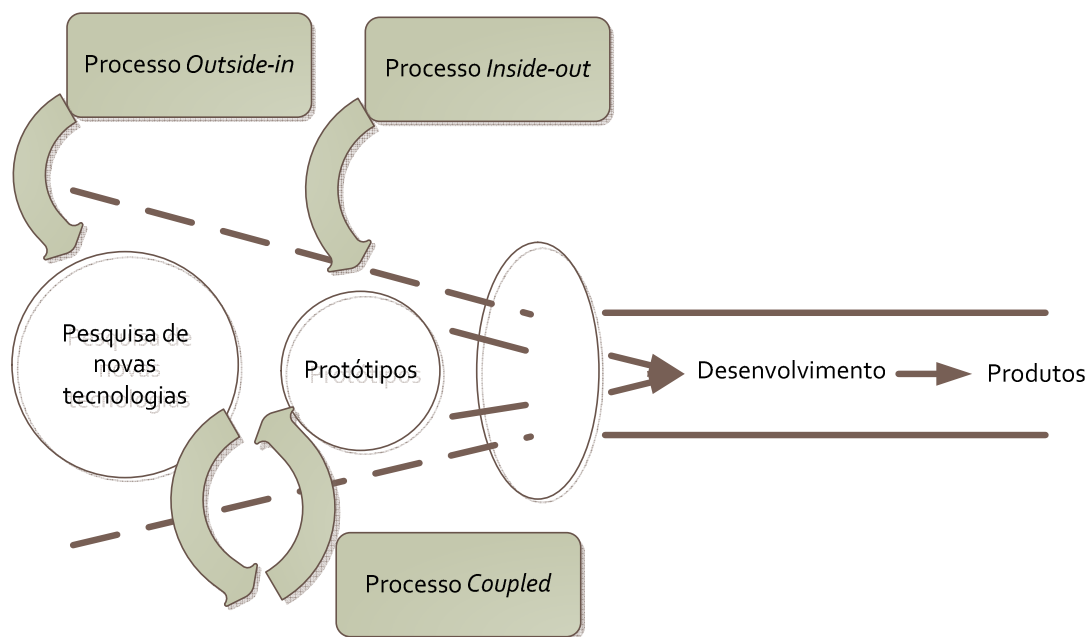 Processo Outside-in
Processo Inside-out
Pesquisa de
novas
tecnologias
Protótipos
Desenvolvimento
Produtos
Processo Coupled